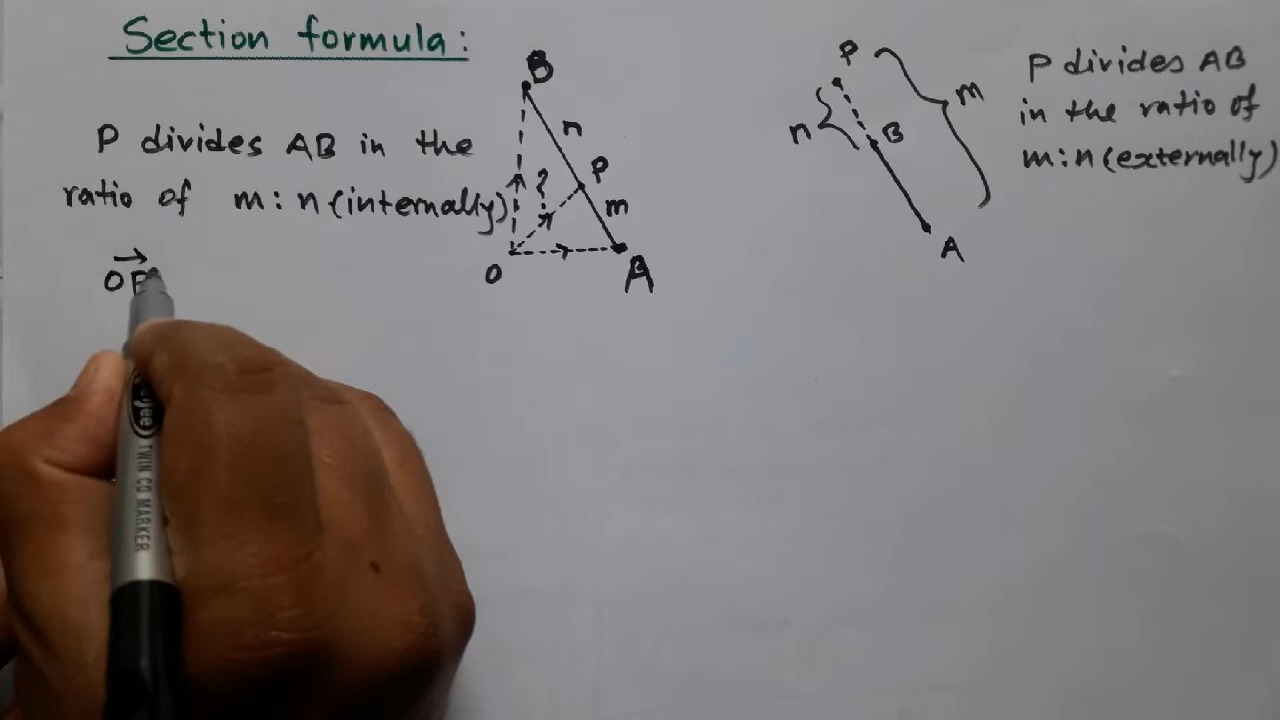 Section formula:
P divides AB in the
ratio of m:n (internally)
B
n
P
m
?
O
A
OP
P
n
B
m
A
P divides AB
in the ratio of
m:n (externally)
TWIN CD MARKER